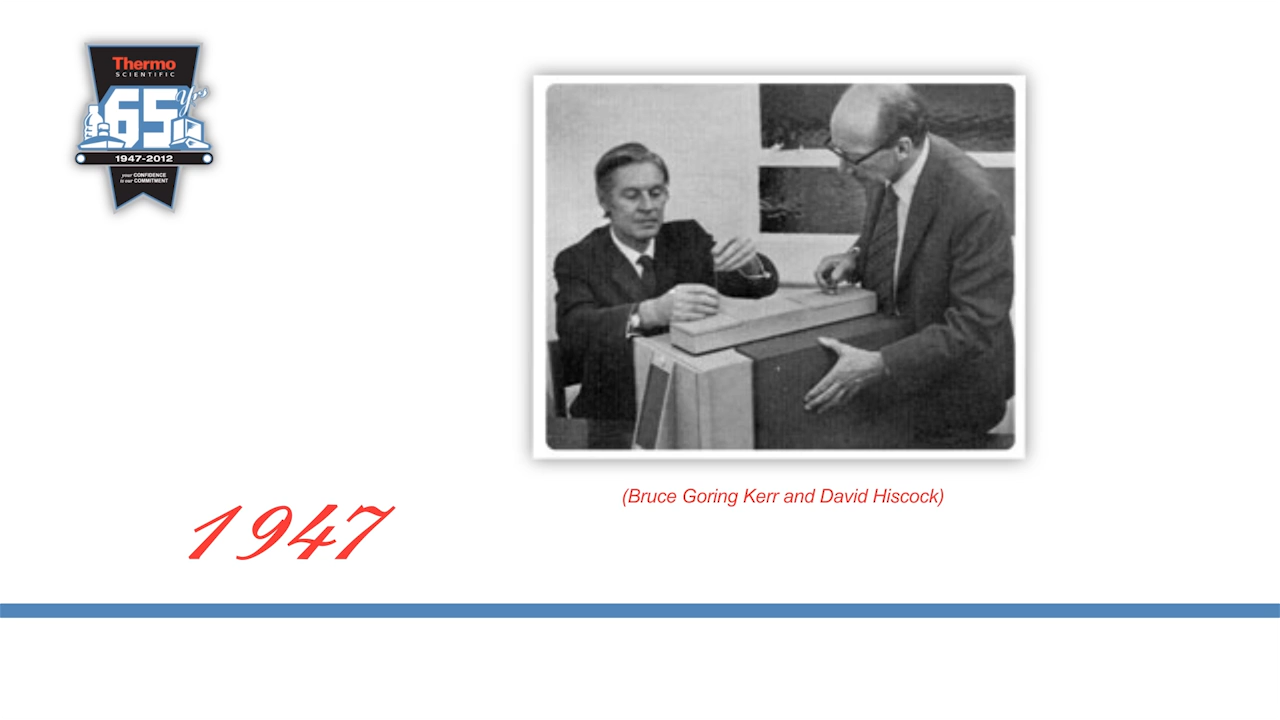 Thermo
SCIENTIFIC
65 Yrs
1947-2012
your CONFIDENCE
is our COMMITMENT
(Bruce Goring Kerr and David Hiscock)
1947